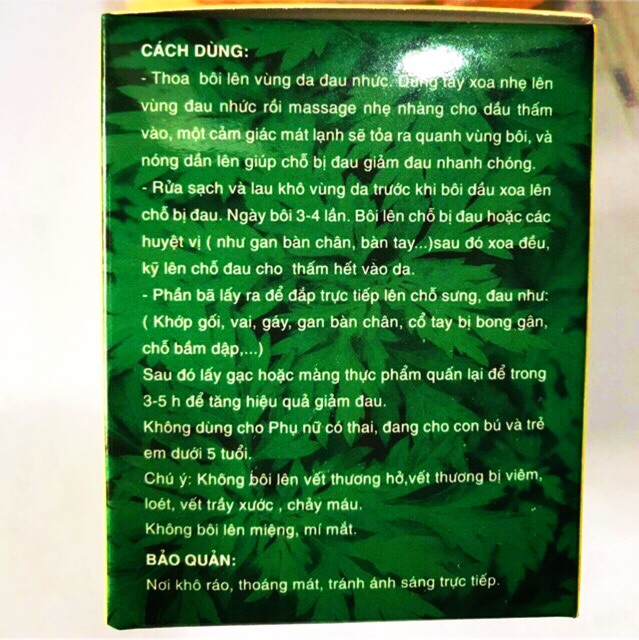 CÁCH DÙNG:
- Thoa bôi lên vùng da đau nhức. Dùng tay xoa nhẹ lên
vùng đau nhức rồi massage nhẹ nhàng cho dầu thấm
vào, một cảm giác mát lạnh sẽ tỏa ra quanh vùng bôi, và
nóng dần lên giúp chỗ bị đau giảm đau nhanh chóng.
- Rửa sạch và lau khô vùng da trước khi bôi dầu xoa lên
chỗ bị đau. Ngày bôi 3-4 lần. Bôi lên chỗ bị đau hoặc các
huyệt vị ( như gan bàn chân, bàn tay...)sau đó xoa đều,
kỹ lên chỗ đau cho thấm hết vào da.
- Phần bã lấy ra để đắp trực tiếp lên chỗ sưng, đau như:
( Khớp gối, vai, gáy, gan bàn chân, cổ tay bị bong gân,
chỗ bầm dập,...)
Sau đó lấy gạc hoặc màng thực phẩm quấn lại để trong
3-5 h để tăng hiệu quả giảm đau.
Không dùng cho Phụ nữ có thai, đang cho con bú và trẻ
em dưới 5 tuổi.
Chú ý: Không bôi lên vết thương hở,vết thương bị viêm,
loét, vết trầy xước , chảy máu.
Không bôi lên miệng, mí mắt.
BẢO QUẢN:
Nơi khô ráo, thoáng mát, tránh ánh sáng trực tiếp.